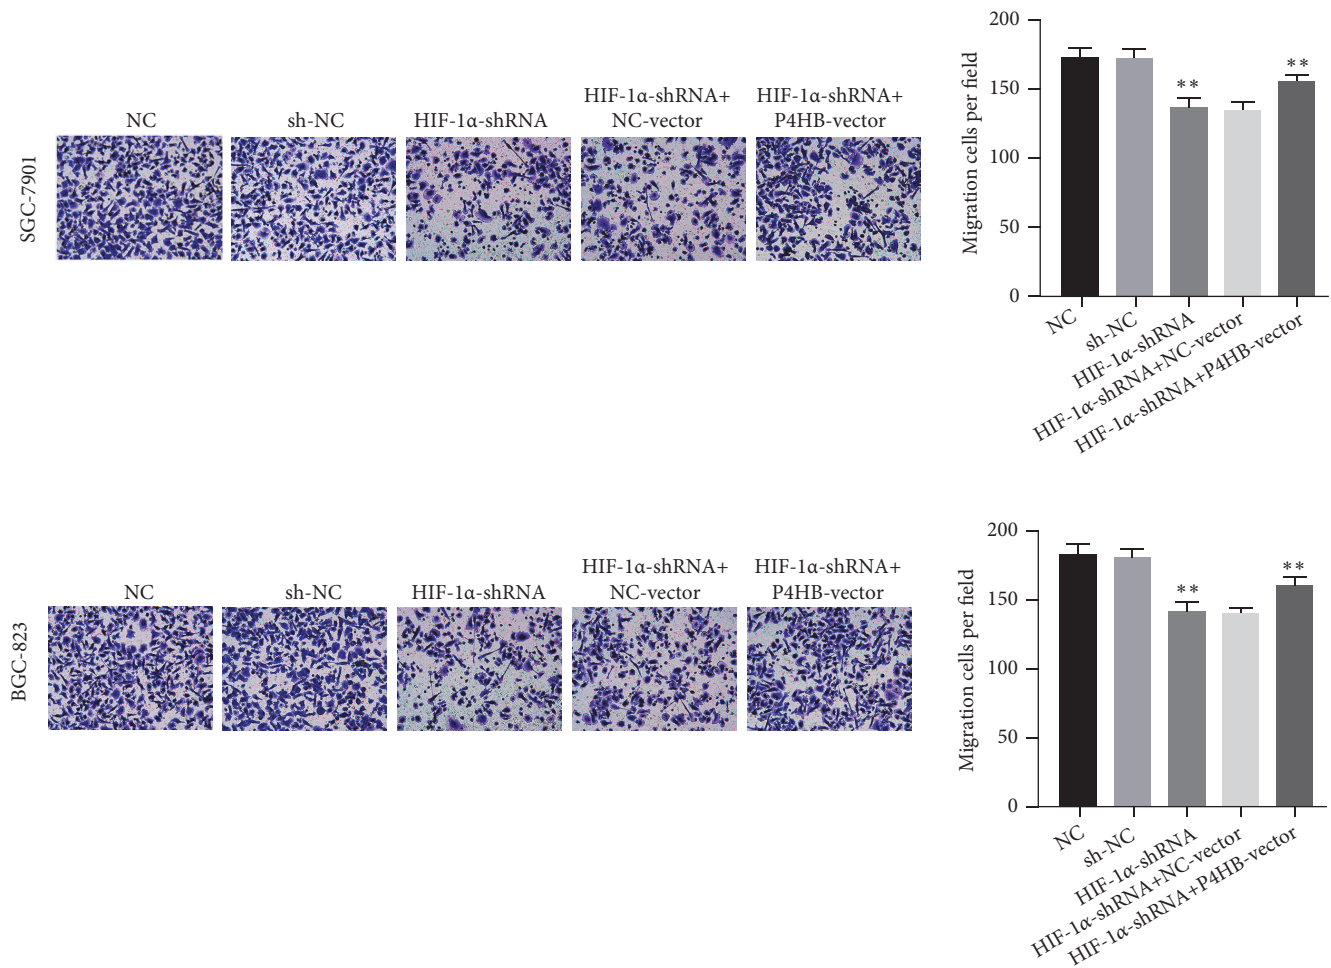 SGC-7901
NC
sh-NC
HIF-1α-shRNA
HIF-1α-shRNA+
NC-vector
HIF-1α-shRNA+
P4HB-vector
Migration cells per field
200
150
100
50
0
**
**
NC
sh-NC
HIF-1α-shRNA
HIF-1α-shRNA+NC-vector
HIF-1α-shRNA+P4HB-vector
BGC-823
NC
sh-NC
HIF-1α-shRNA
HIF-1α-shRNA+
NC-vector
HIF-1α-shRNA+
P4HB-vector
Migration cells per field
200
150
100
50
0
**
**
NC
sh-NC
HIF-1α-shRNA
HIF-1α-shRNA+NC-vector
HIF-1α-shRNA+P4HB-vector